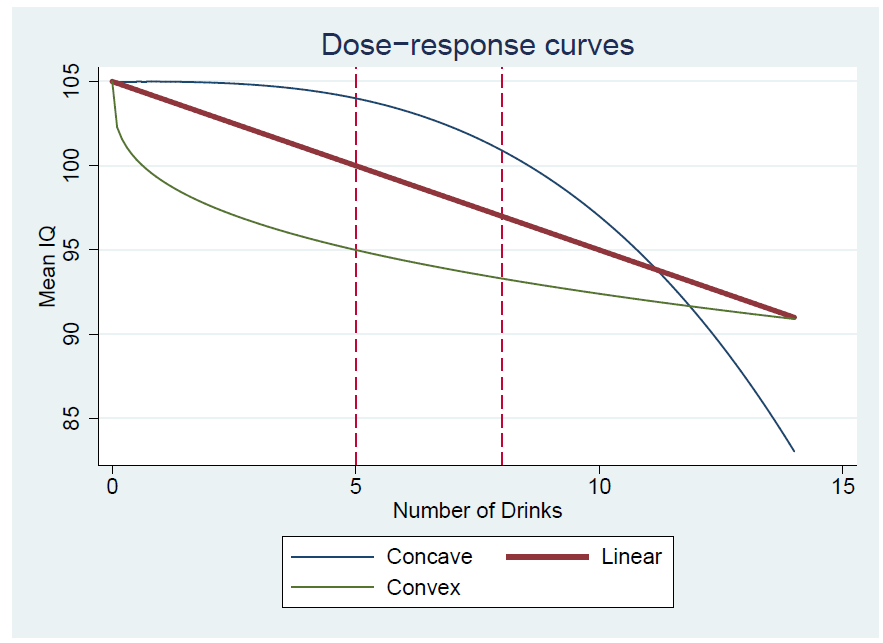 Dose−response curves
Mean IQ
105
100
95
90
85
0 5 10 15
Number of Drinks
Concave Linear
Convex